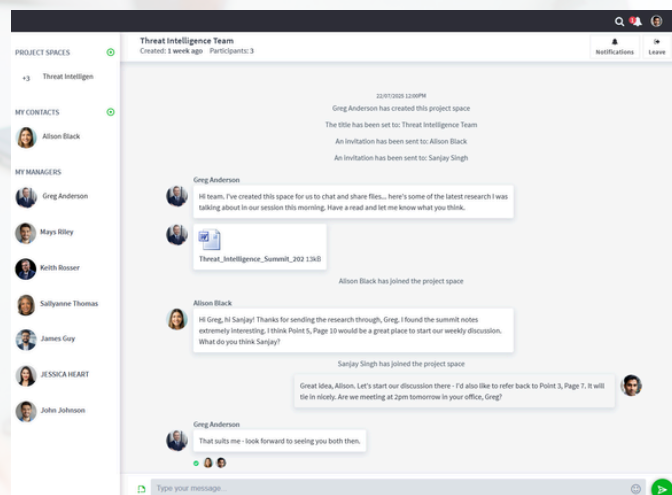 1
PROJECT SPACES
+3 Threat Intelligen
MY CONTACTS
Alison Black
MY MANAGERS
Greg Anderson
Mays Riley
Keith Rosser
Sallyanne Thomas
James Guy
JESSICA HEART
John Johnson
Threat Intelligence Team
Created: 1 week ago Participants: 3
Notifications
Leave
22/07/2025 12:00PM
Greg Anderson has created this project space
The title has been set to: Threat Intelligence Team
An invitation has been sent to: Alison Black
An invitation has been sent to: Sanjay Singh
Greg Anderson
Hi team. I've created this space for us to chat and share files... here's some of the latest research I was
talking about in our session this morning. Have a read and let me know what you think.
Threat_Intelligence_Summit_202 13kB
Alison Black has joined the project space
Alison Black
Hi Greg, hi Sanjay! Thanks for sending the research through, Greg. I found the summit notes
extremely interesting. I think Point 5, Page 10 would be a great place to start our weekly discussion.
What do you think Sanjay?
Sanjay Singh has joined the project space
Great idea, Alison. Let's start our discussion there - I'd also like to refer back to Point 3, Page 7. It will
tie in nicely. Are we meeting at 2pm tomorrow in your office, Greg?
Greg Anderson
That suits me - look forward to seeing you both then.
Type your message...